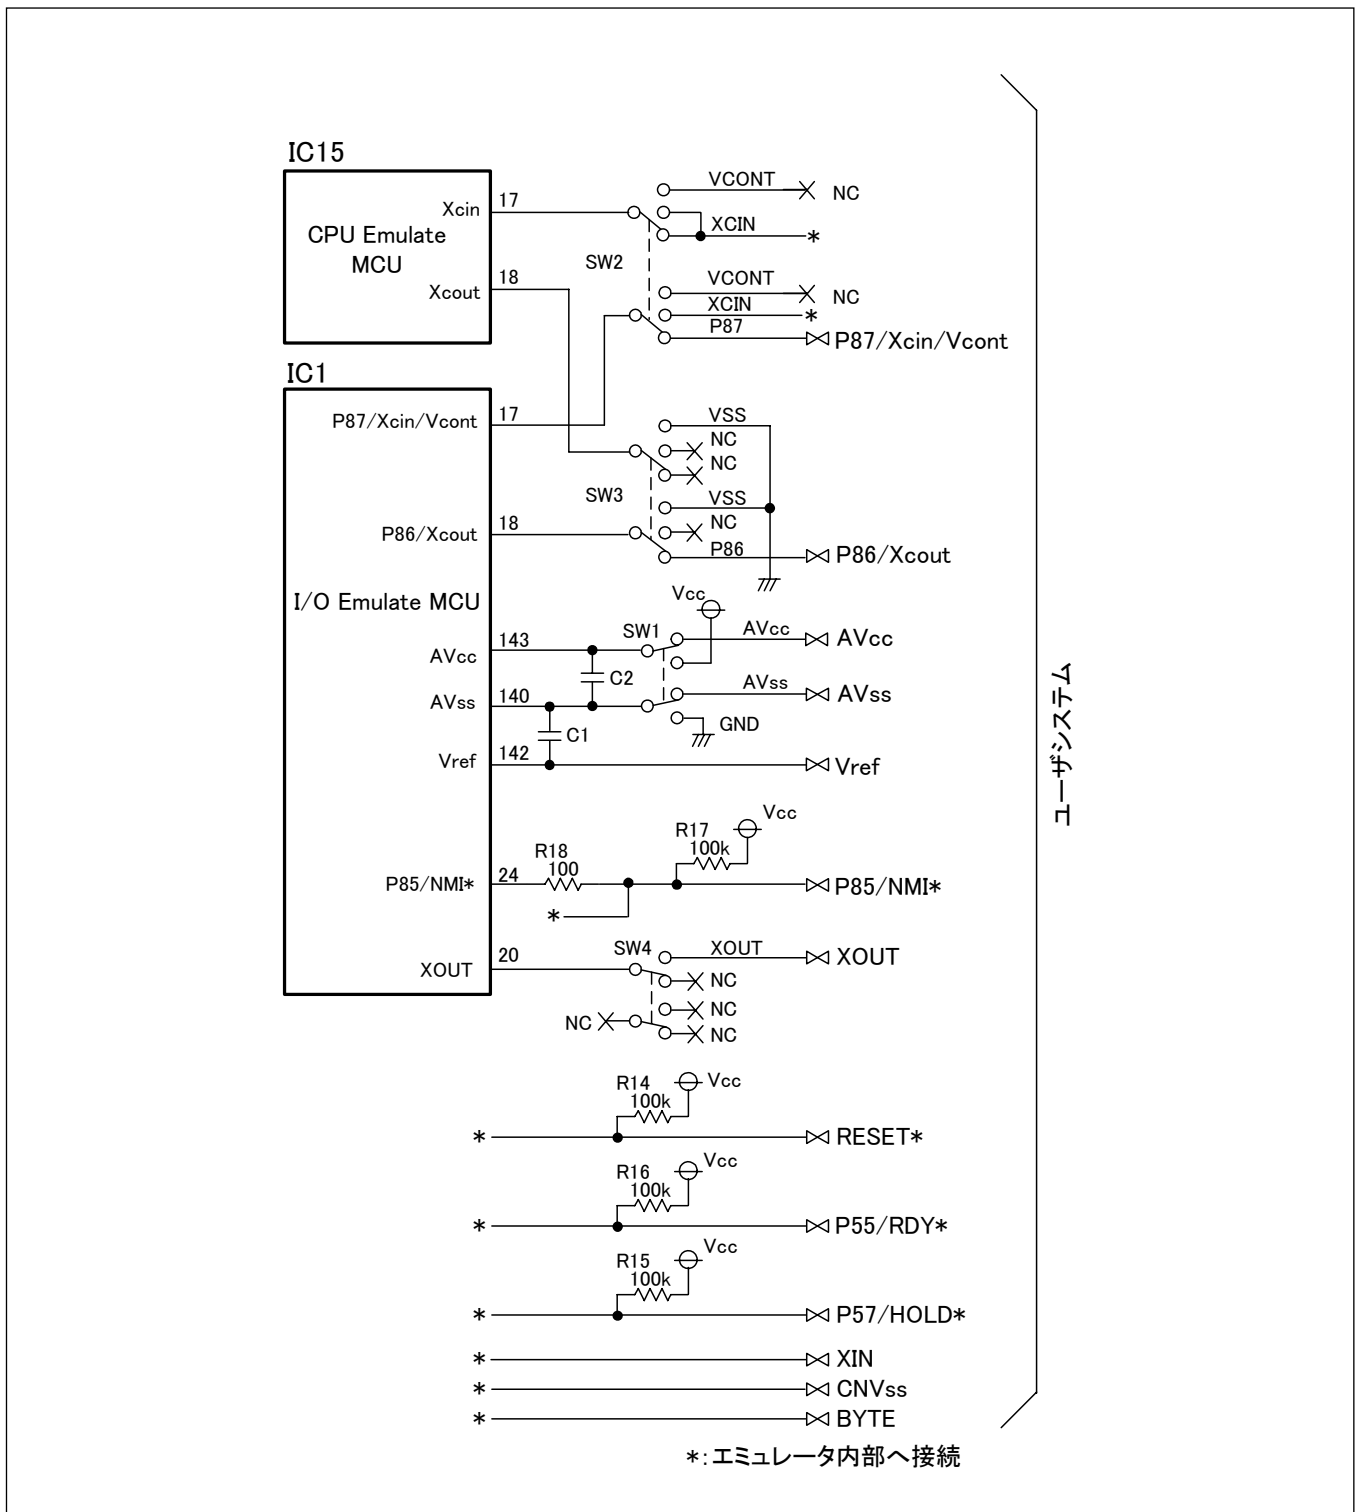 IC15
CPU Emulate
MCU
Xcin
17
Xcout
18
SW2
VCONT
NC
XCIN
*
VCONT
NC
XCIN
*
P87
P87/Xcin/Vcont
IC1
P87/Xcin/Vcont
17
P86/Xcout
18
I/O Emulate MCU
SW3
VSS
NC
NC
VSS
NC
P86
P86/Xcout
AVcc
143
AVss
140
Vref
142
C2
C1
SW1
Vcc
AVcc
AVcc
AVss
AVss
GND
Vref
P85/NMI*
24
R18
100
*
R17
100k
Vcc
P85/NMI*
XOUT
20
SW4
XOUT
XOUT
NC
NC
NC
NC
R14
100k
Vcc
*
RESET*
R16
100k
Vcc
*
P55/RDY*
R15
100k
Vcc
*
P57/HOLD*
*
XIN
*
CNVss
*
BYTE
*:エミュレータ内部へ接続
ユーザシステム